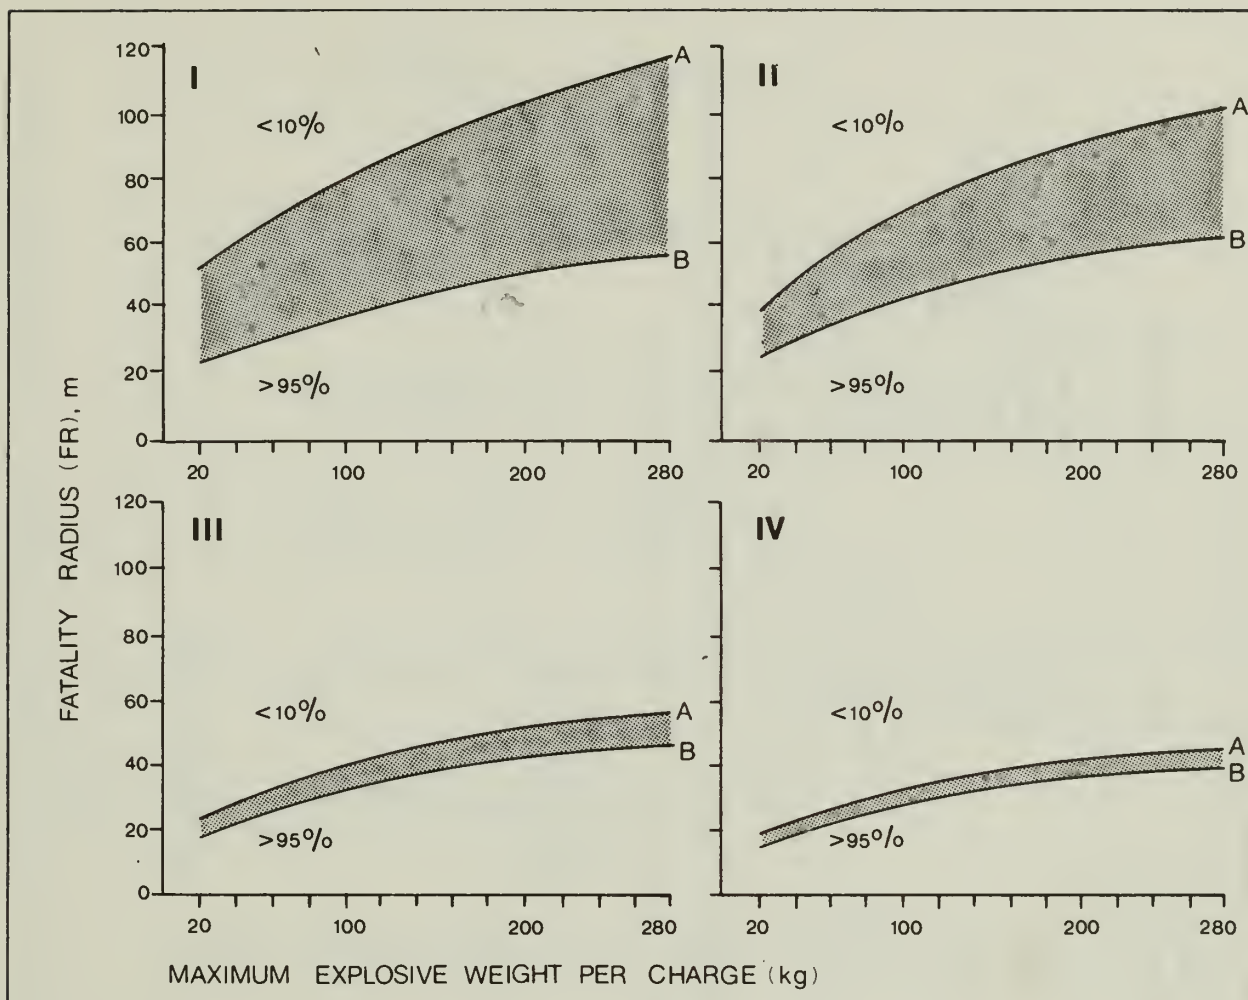 120
I
A
II
A
100
<10%
<10%
80
60
B
B
40
20
>95%
>95%
0
20 100 200 280
20 100 200 280
FATALITY RADIUS (FR), m
120
III
IV
100
80
60
<10%
A
<10%
40
B
A
B
20
>95%
>95%
0
20 100 200 280
20 100 200 280
MAXIMUM EXPLOSIVE WEIGHT PER CHARGE (kg)